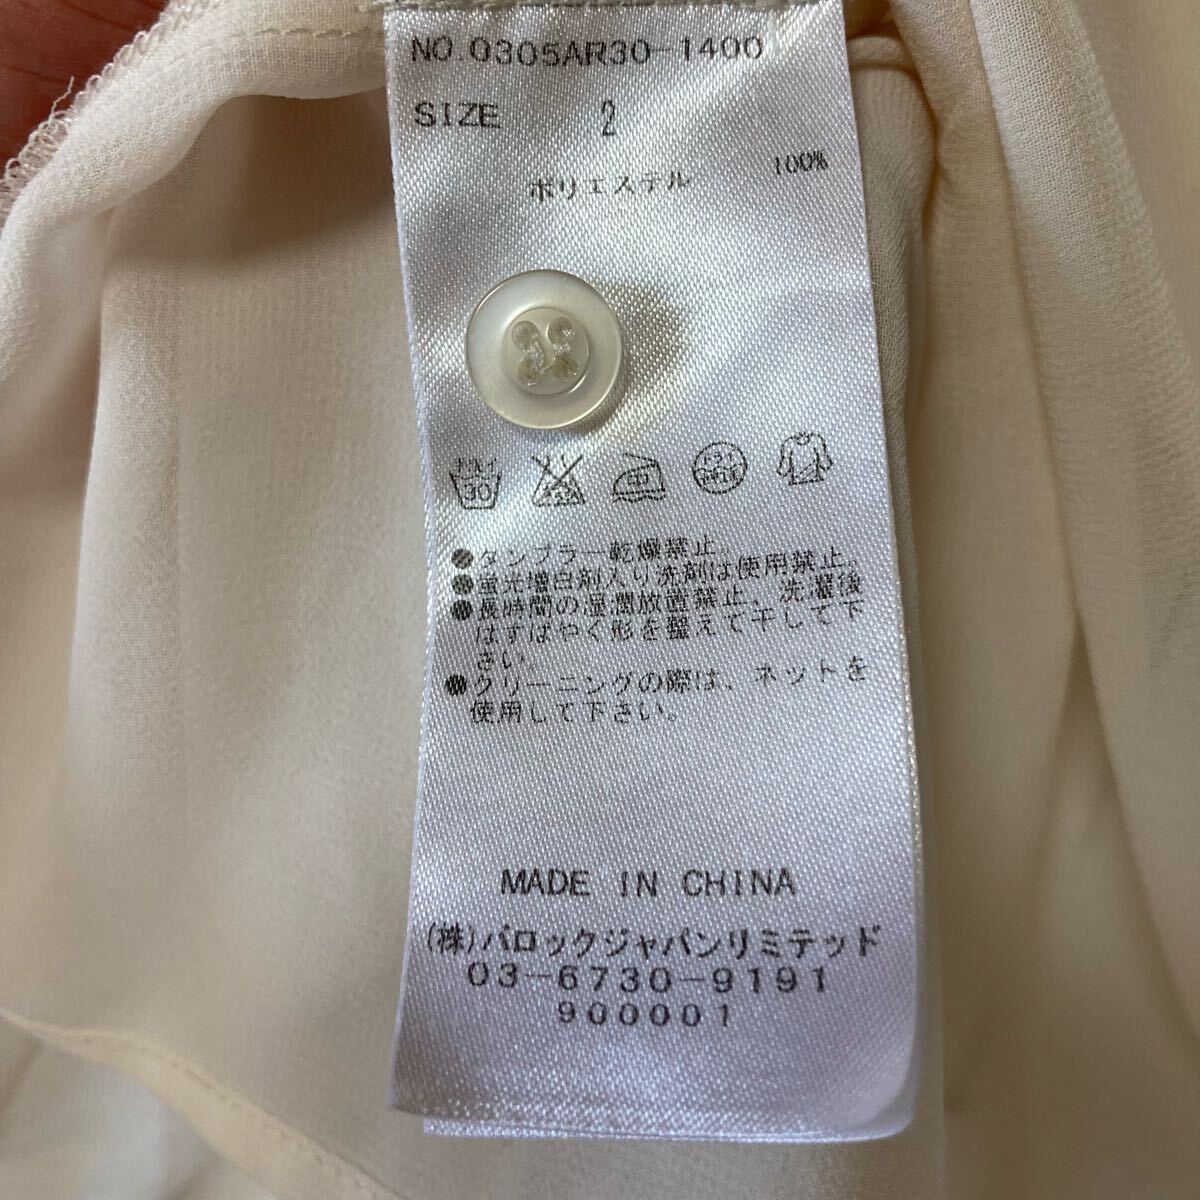 NO.0305AR30-1400
SIZE 2
ポリエステル 100%
30
●タンブラー乾燥禁止。
●蛍光増白剤入り洗剤は使用禁止。
●長時間の湿潤放置禁止、洗濯後
はすばやく形を整えて干して下
さい。
●クリーニングの際は、ネットを
使用して下さい。
MADE IN CHINA
(株)バロックジャパンリミテッド
03-6730-9191
900001